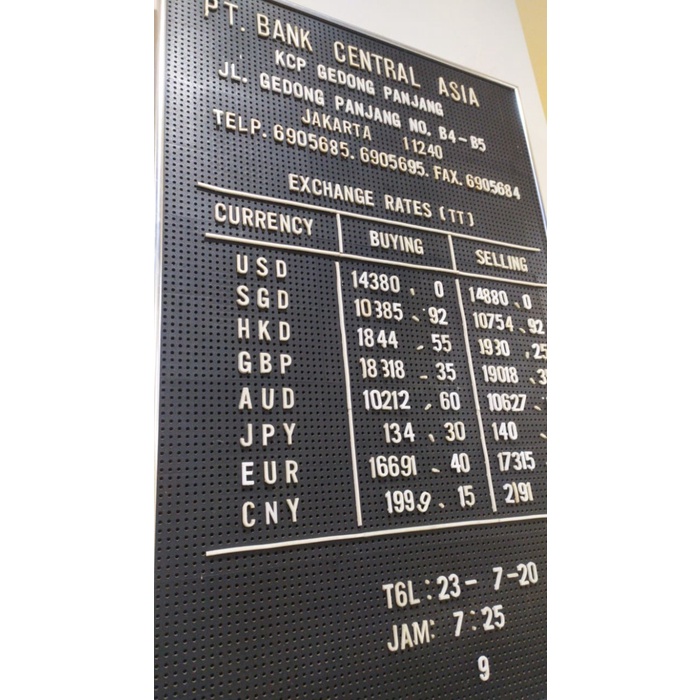 PT. BANK CENTRAL ASIA
KCP GEDONG PANJANG
JL. GEDONG PANJANG NO. B4-B5
JAKARTA 11240
TELP. 6905685. 6905695. FAX. 6905684
EXCHANGE RATES (TT)
CURRENCY BUYING SELLING
USD 14380 . 0 14880 . 0
SGD 10385 . 92 10754 . 92
HKD 1844 . 55 1930 . 25
GBP 18318 . 35 19018 .
AUD 10212 . 60 10627 .
JPY 134 . 30 140 .
EUR 16691 . 40 17315
CNY 1999 . 15 2191
T6L : 23 - 7 - 20
JAM: 7 : 25
9